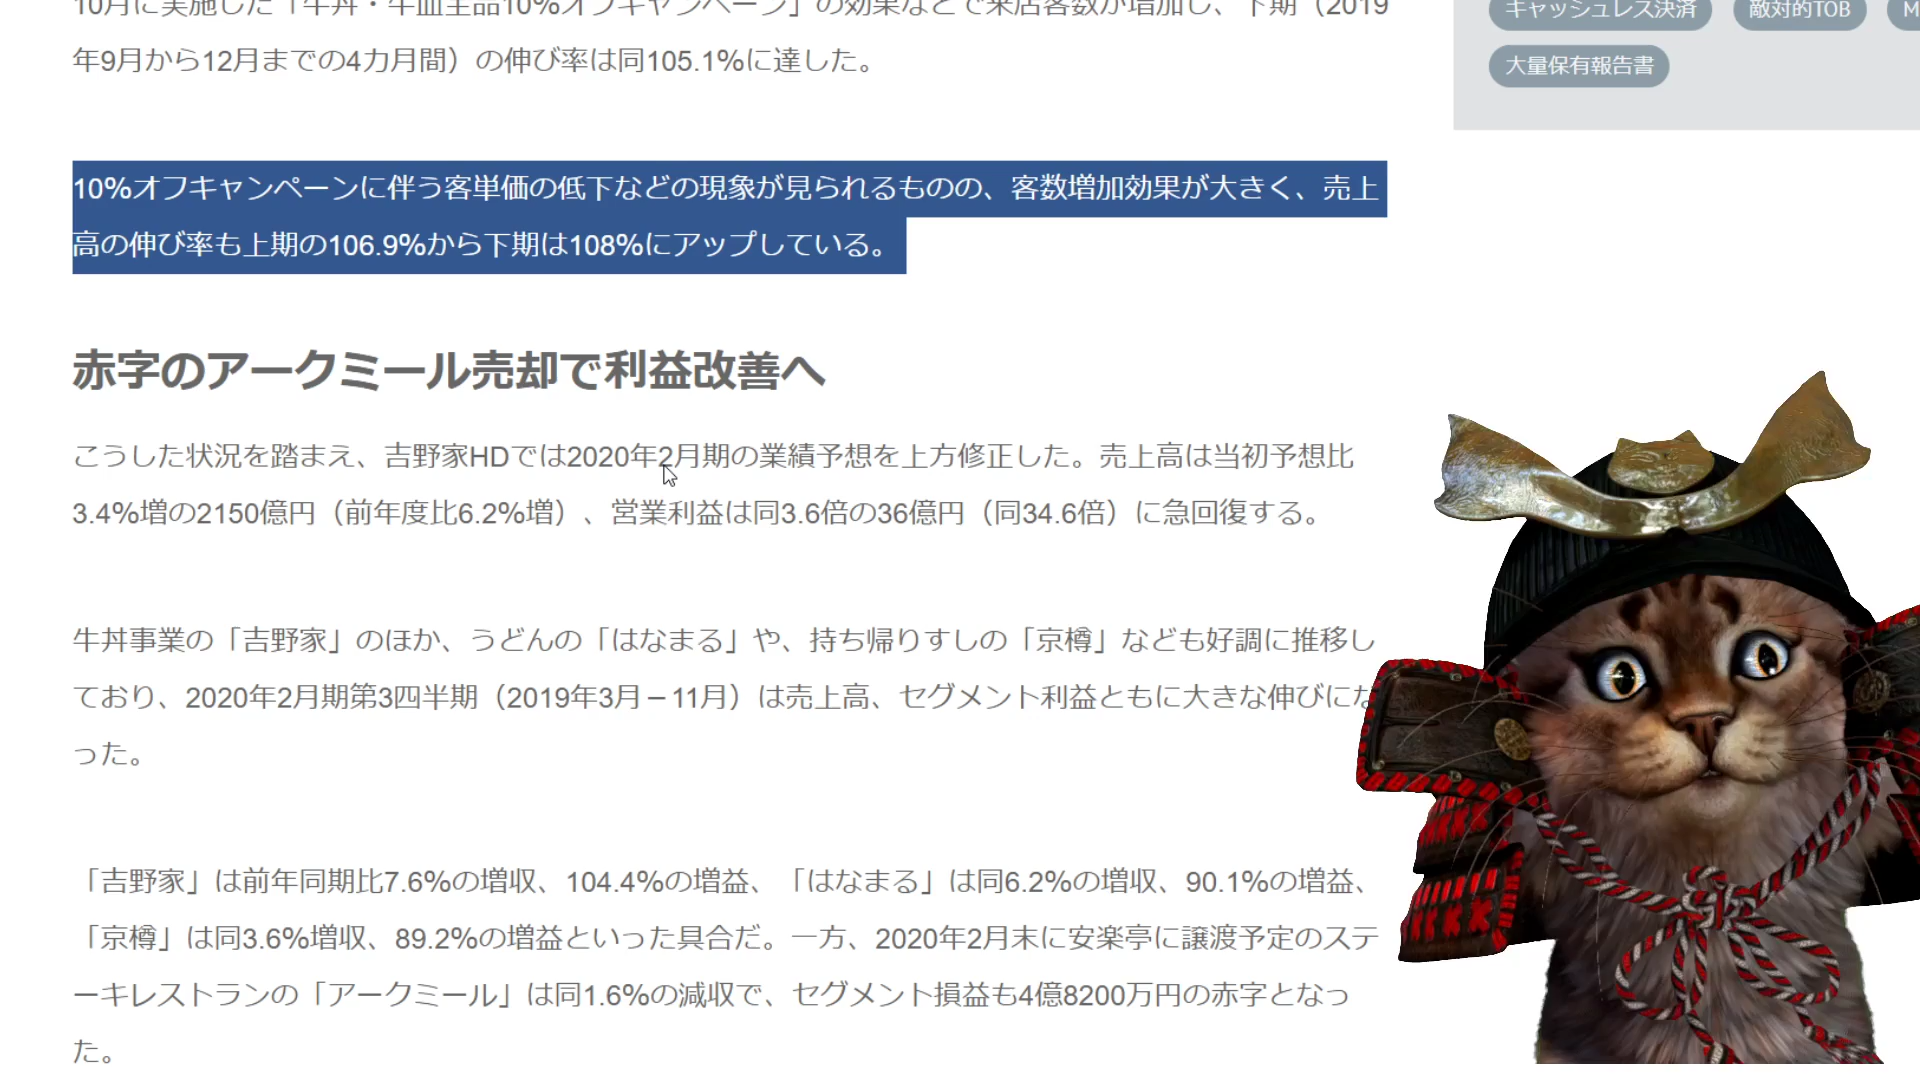 10月に実施した「牛丼・牛皿全品10%オフキャンペーン」の効果などで来店客数が増加し、下期（2019
年9月から12月までの4カ月間）の伸び率は同105.1%に達した。
10%オフキャンペーンに伴う客単価の低下などの現象が見られるものの、客数増加効果が大きく、売上
高の伸び率も上期の106.9%から下期は108%にアップしている。
赤字のアークミール売却で利益改善へ
こうした状況を踏まえ、吉野家HDでは2020年2月期の業績予想を上方修正した。売上高は当初予想比
3.4%増の2150億円（前年度比6.2%増）、営業利益は同3.6倍の36億円（同34.6倍）に急回復する。
牛丼事業の「吉野家」のほか、うどんの「はなまる」や、持ち帰りすしの「京樽」なども好調に推移し
ており、2020年2月期第3四半期（2019年3月－11月）は売上高、セグメント利益ともに大きな伸びにな
った。
「吉野家」は前年同期比7.6%の増収、104.4%の増益、「はなまる」は同6.2%の増収、90.1%の増益、
「京樽」は同3.6%増収、89.2%の増益といった具合だ。一方、2020年2月末に安楽亭に譲渡予定のステ
ーキレストランの「アークミール」は同1.6%の減収で、セグメント損益も4億8200万円の赤字となっ
た。
キャッシュレス決済
敵対的TOB
大量保有報告書